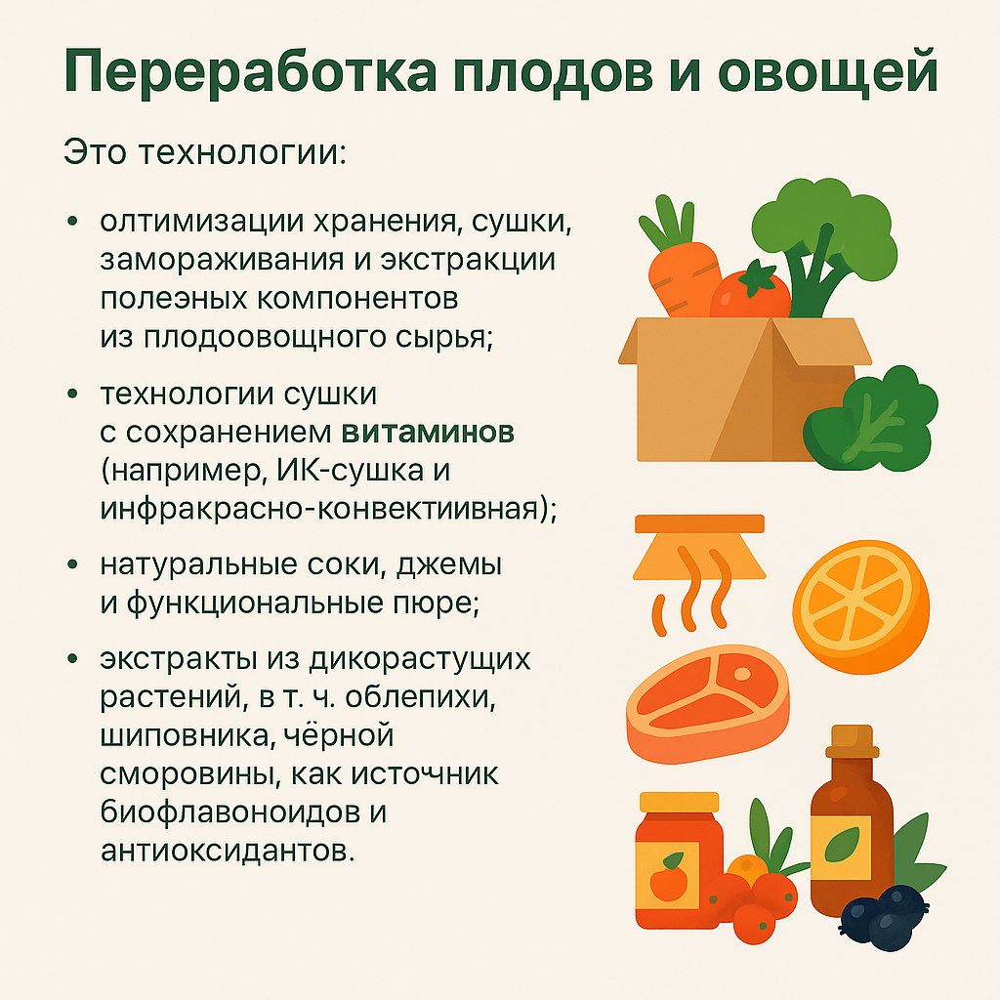 Переработка плодов и овощей
Это технологии:
• олтимизации хранения, сушки,
замораживания и экстракции
полеэных компонентов
из плодоовощного сырья;
• технологии сушки
с сохранением витаминов
(например, ИК-сушка и
инфракрасно-конвектиивная);
• натуральные соки, джемы
и функциональные пюре;
• экстракты из дикорастущих
растений, в т. ч. облепихи,
шиповника, чёрной
сморовины, как источник
биофлавоноидов и
антиоксидантов.